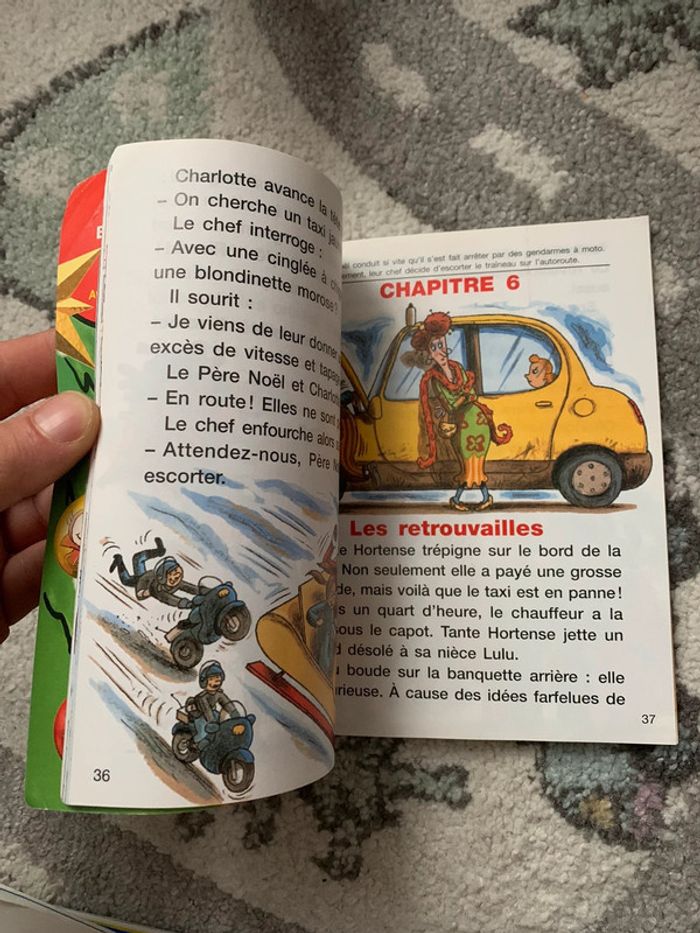 Charlotte avance la
– On cherche un taxi
Le chef interroge :
– Avec une cinglée à
une blondinette morose ?
Il sourit :
– Je viens de leur donner
excès de vitesse et
Le Père Noël et
– En route ! Elles ne sont
Le chef enfourche alors
– Attendez-nous, Père
escorter.
36
conduit si vite qu'il s'est fait arrêter par des gendarmes à moto.
leur chef décide d'escorter le traîneau sur l'autoroute.
CHAPITRE 6
Les retrouvailles
Hortense trépigne sur le bord de la
Non seulement elle a payé une grosse
mais voilà que le taxi est en panne !
un quart d'heure, le chauffeur a la
sous le capot. Tante Hortense jette un
désolé à sa nièce Lulu.
boude sur la banquette arrière : elle
À cause des idées farfelues de
37